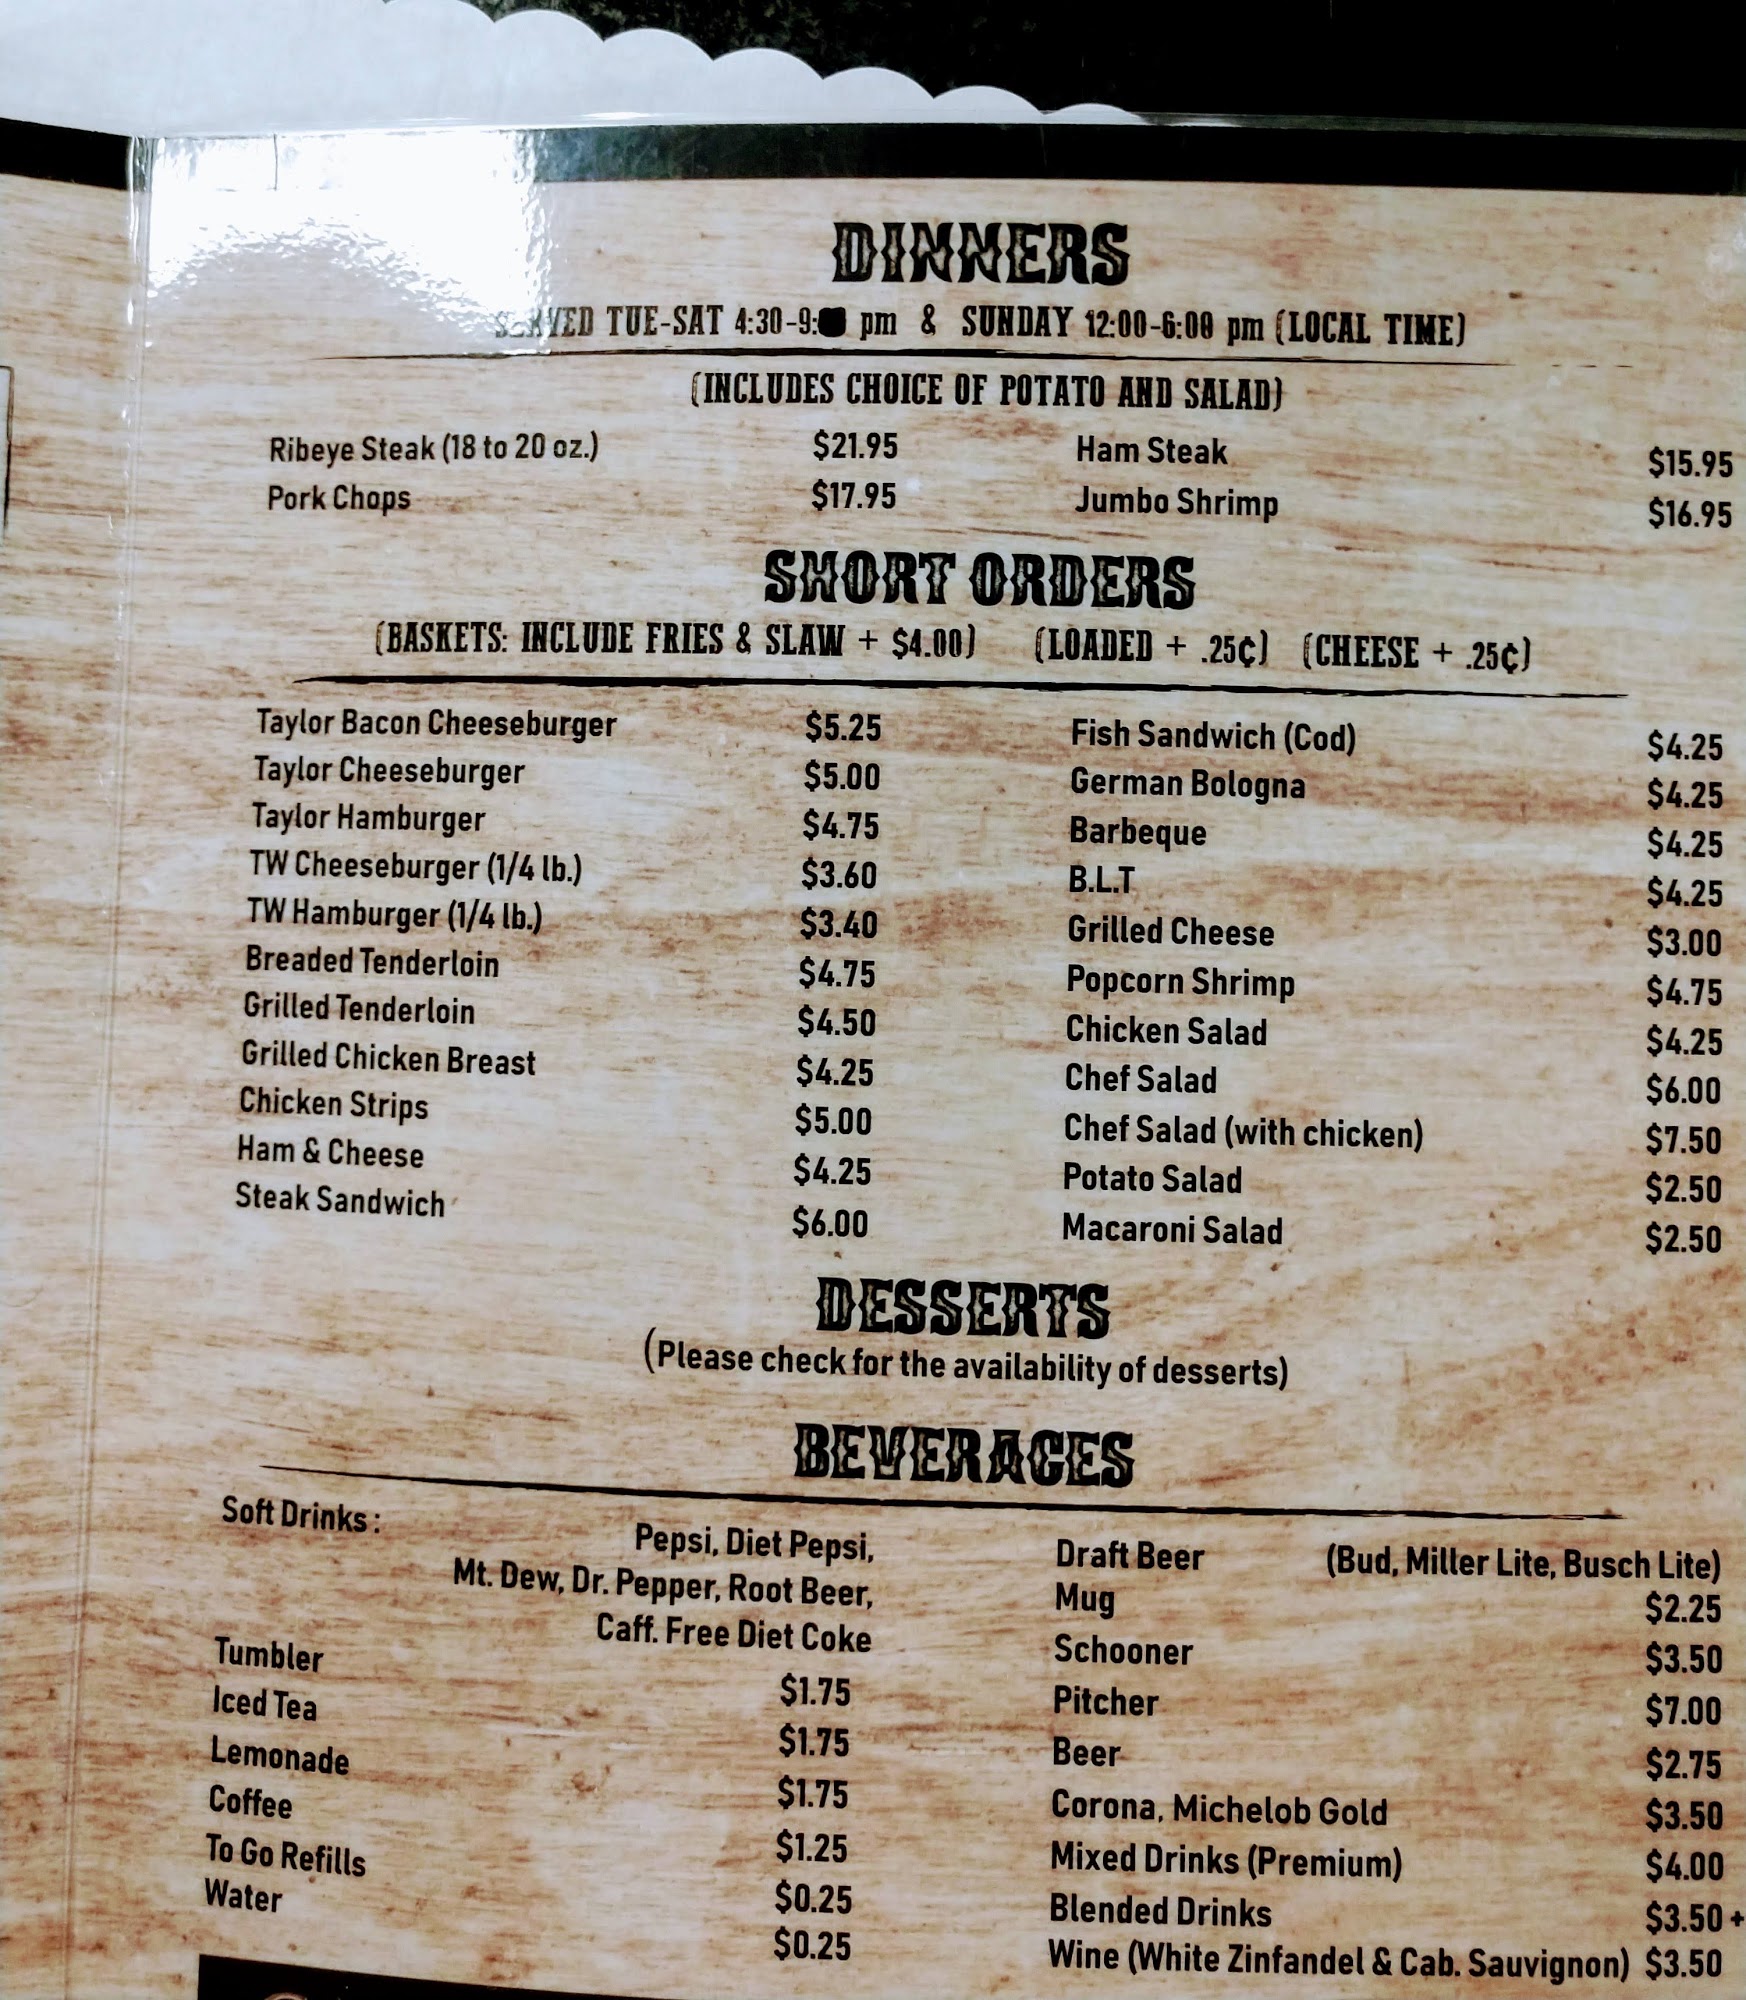 DINNERS
SERVED TUE-SAT 4:30-9: pm & SUNDAY 12:00-6:00 pm (LOCAL TIME)
(INCLUDES CHOICE OF POTATO AND SALAD)
Ribeye Steak (18 to 20 oz.) $21.95 Ham Steak $15.95
Pork Chops $17.95 Jumbo Shrimp $16.95
SHORT ORDERS
(BASKETS: INCLUDE FRIES & SLAW + $4.00) (LOADED + .25¢) (CHEESE + .25¢)
Taylor Bacon Cheeseburger $5.25 Fish Sandwich (Cod) $4.25
Taylor Cheeseburger $5.00 German Bologna $4.25
Taylor Hamburger $4.75 Barbeque $4.25
TW Cheeseburger (1/4 lb.) $3.60 B.L.T $4.25
TW Hamburger (1/4 lb.) $3.40 Grilled Cheese $3.00
Breaded Tenderloin $4.75 Popcorn Shrimp $4.75
Grilled Tenderloin $4.50 Chicken Salad $4.25
Grilled Chicken Breast $4.25 Chef Salad $6.00
Chicken Strips $5.00 Chef Salad (with chicken) $7.50
Ham & Cheese $4.25 Potato Salad $2.50
Steak Sandwich $6.00 Macaroni Salad $2.50
DESSERTS
(Please check for the availability of desserts)
BEVERAGES
Soft Drinks : Pepsi, Diet Pepsi,
Mt. Dew, Dr. Pepper, Root Beer,
Caff. Free Diet Coke
Tumbler $1.75
Iced Tea $1.75
Lemonade $1.75
Coffee $1.25
To Go Refills $0.25
Water $0.25
Draft Beer (Bud, Miller Lite, Busch Lite)
Mug $2.25
Schooner $3.50
Pitcher $7.00
Beer $2.75
Corona, Michelob Gold $3.50
Mixed Drinks (Premium) $4.00
Blended Drinks $3.50 +
Wine (White Zinfandel & Cab. Sauvignon) $3.50